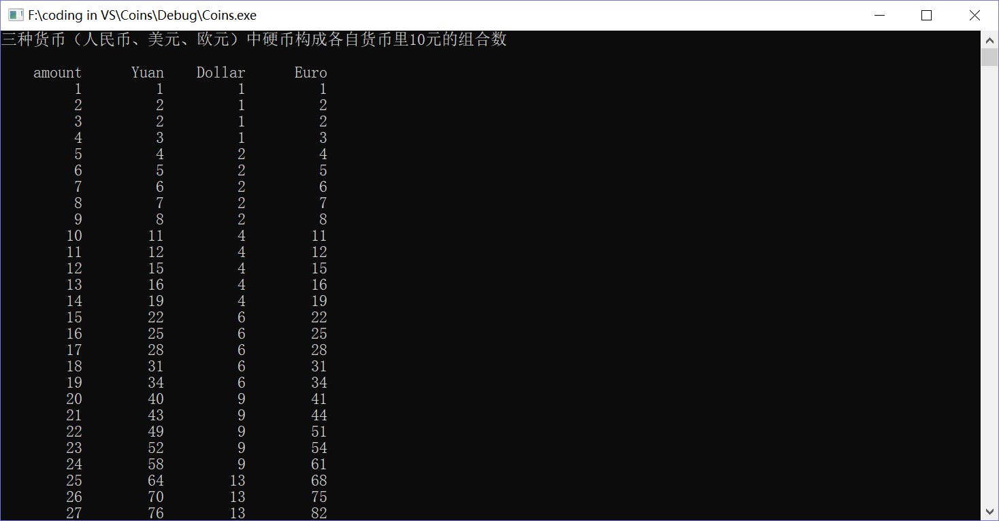 F:\coding in VS\Coins\Debug\Coins.exe
三种货币（人民币、美元、欧元）中硬币构成各自货币里10元的组合数
amount Yuan Dollar Euro
1 1 1 1
2 2 1 2
3 2 1 2
4 3 1 3
5 4 2 4
6 5 2 5
7 6 2 6
8 7 2 7
9 8 2 8
10 11 4 11
11 12 4 12
12 15 4 15
13 16 4 16
14 19 4 19
15 22 6 22
16 25 6 25
17 28 6 28
18 31 6 31
19 34 6 34
20 40 9 41
21 43 9 44
22 49 9 51
23 52 9 54
24 58 9 61
25 64 13 68
26 70 13 75
27 76 13 82